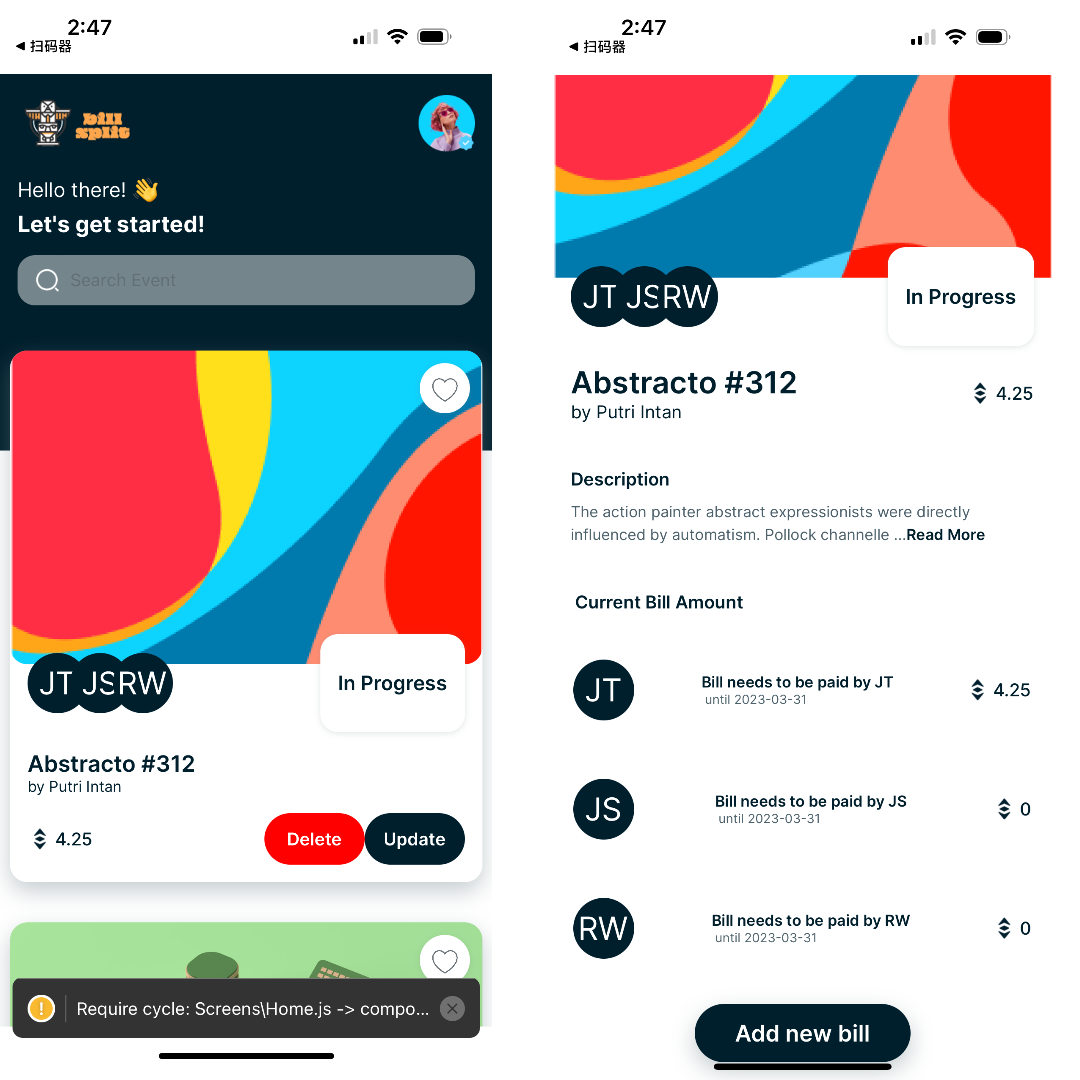 2:47
◀ 扫码器
bill
split
Hello there! 👋
Let's get started!
Search Event
JT JS RW
In Progress
Abstracto #312
by Putri Intan
4.25
Delete
Update
! Require cycle: Screens\Home.js -> compo...
2:47
◀ 扫码器
JT JS RW
In Progress
Abstracto #312
4.25
by Putri Intan
Description
The action painter abstract expressionists were directly
influenced by automatism. Pollock channelle ...Read More
Current Bill Amount
JT
Bill needs to be paid by JT
4.25
until 2023-03-31
JS
Bill needs to be paid by JS
0
until 2023-03-31
RW
Bill needs to be paid by RW
0
until 2023-03-31
Add new bill